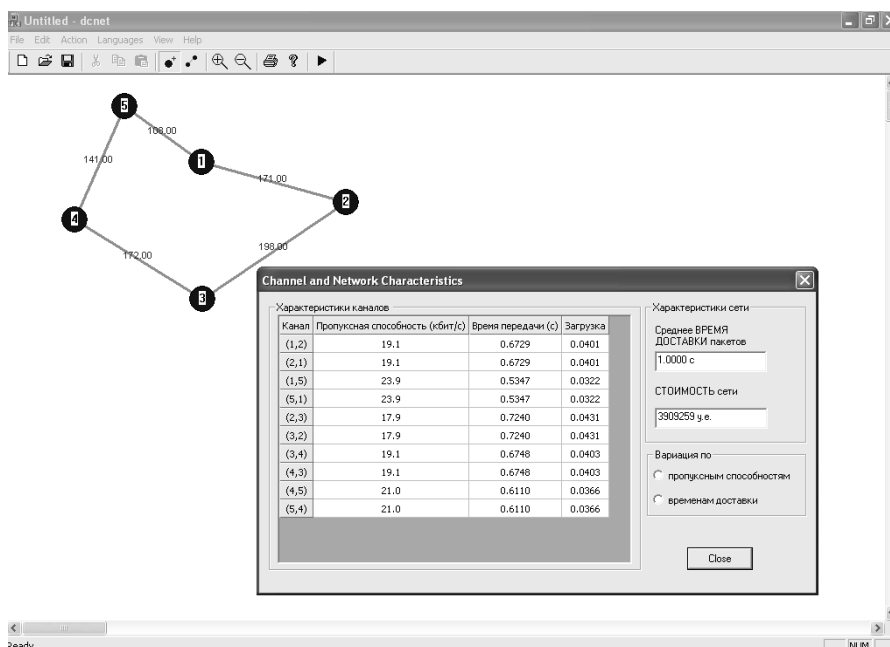 Untitled - dcnet
File Edit Action Languages View Help
5
108,00
1
141,00
171,00
2
4
198,00
172,00
3
Channel and Network Characteristics
Характеристики каналов
Канал Пропуксная способность (кбит/с) Время передачи (с) Загрузка
(1,2) 19.1 0.6729 0.0401
(2,1) 19.1 0.6729 0.0401
(1,5) 23.9 0.5347 0.0322
(5,1) 23.9 0.5347 0.0322
(2,3) 17.9 0.7240 0.0431
(3,2) 17.9 0.7240 0.0431
(3,4) 19.1 0.6748 0.0403
(4,3) 19.1 0.6748 0.0403
(4,5) 21.0 0.6110 0.0366
(5,4) 21.0 0.6110 0.0366
Характеристики сети
Среднее ВРЕМЯ
ДОСТАВКИ пакетов
1.0000 с
СТОИМОСТЬ сети
3909259 у.е.
Вариация по
пропуксным способностям
временам доставки
Close
Ready
NUM